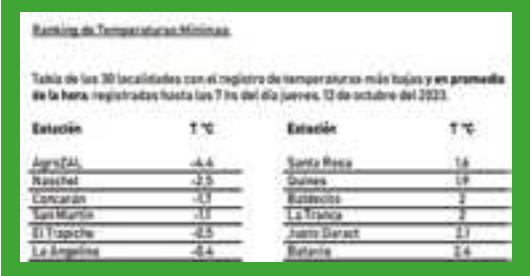 Ranking de Temperaturas Mínimas
Tabla de las 30 localidades con el registro de temperaturas más bajas y en promedio
de la hora, registradas hasta las 7 hs del día jueves, 12 de octubre del 2023.
Estación T °C Estación T °C
AgroZAL -4.4 Santa Rosa 1.6
Naschel -2.5 Quines 1.9
Concarán -1.7 Balde 2
San Martín -1.1 La Tranca 2
El Trapiche -0.5 Justo Daract 2.1
La Angelina -0.4 Batavia 2.4